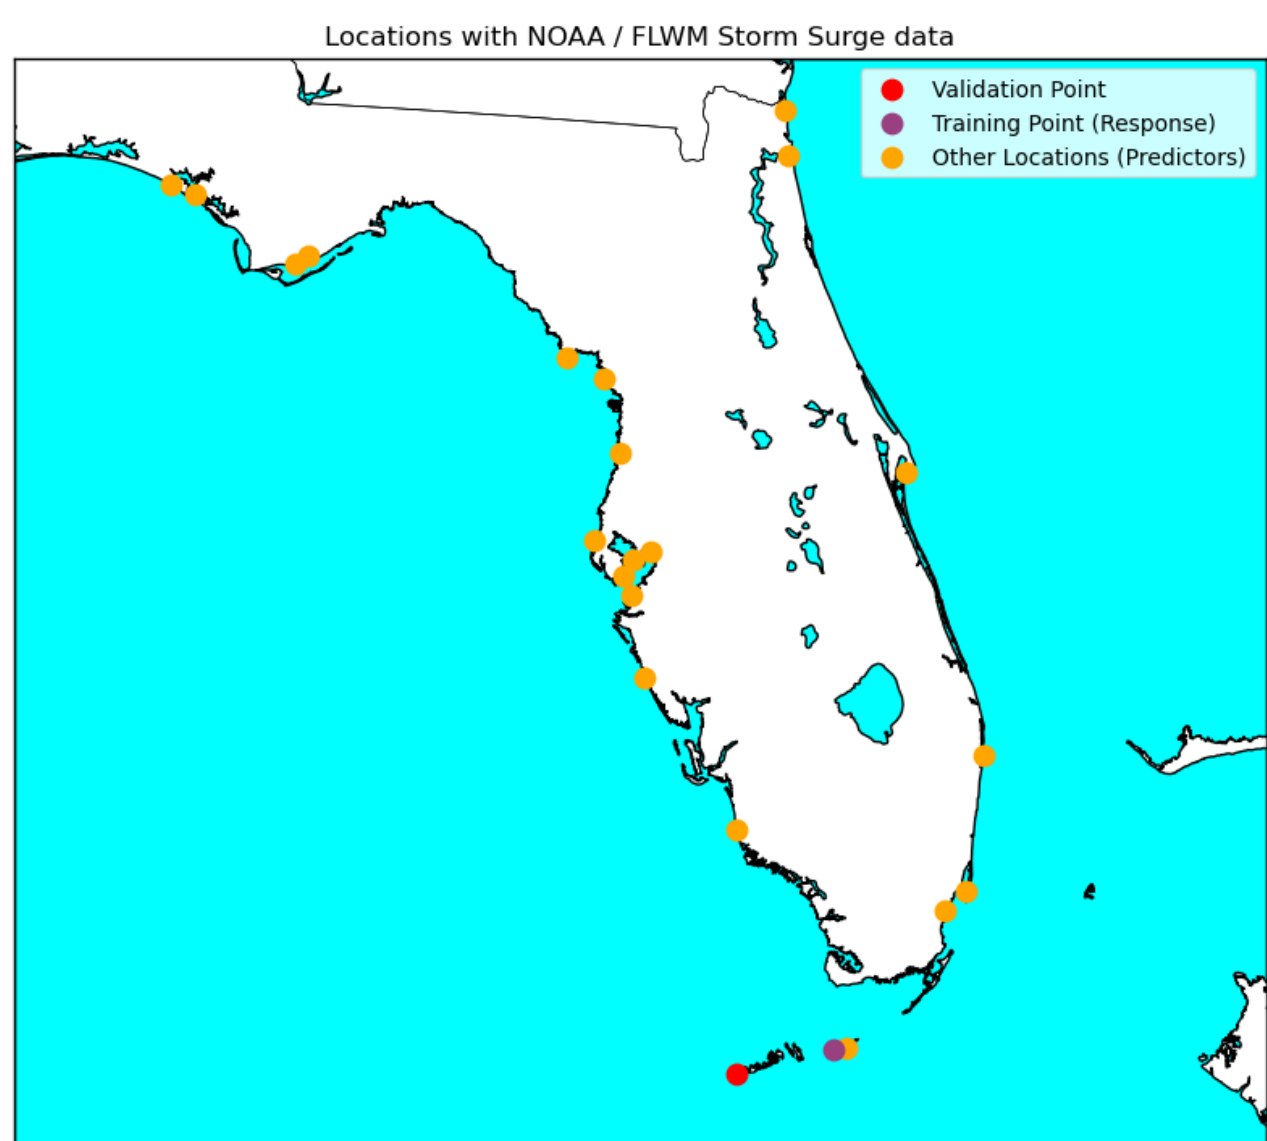 Locations with NOAA / FLWM Storm Surge data
Validation Point
Training Point (Response)
Other Locations (Predictors)